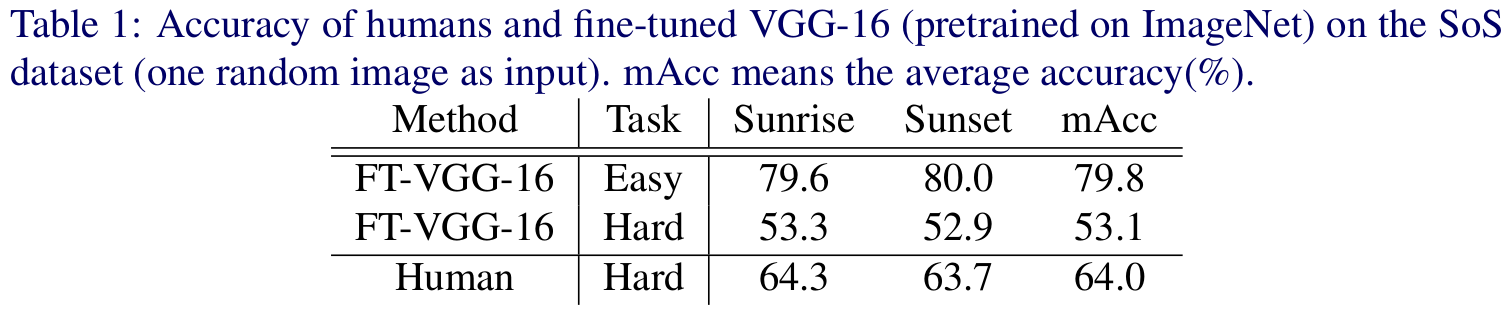 Table 1: Accuracy of humans and fine-tuned VGG-16 (pretrained on ImageNet) on the SoS
dataset (one random image as input). mAcc means the average accuracy(%).
Method Task Sunrise Sunset mAcc
FT-VGG-16 Easy 79.6 80.0 79.8
FT-VGG-16 Hard 53.3 52.9 53.1
Human Hard 64.3 63.7 64.0